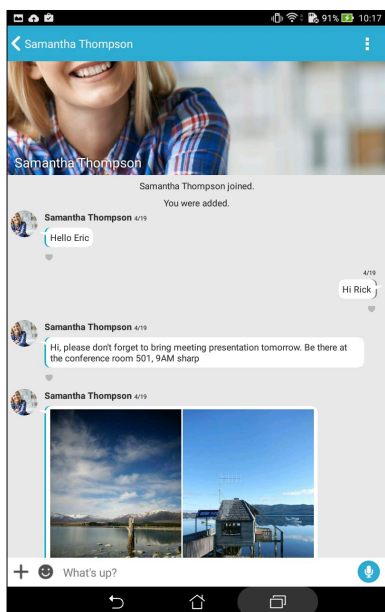 91% 10:17
Samantha Thompson
Samantha Thompson
Samantha Thompson joined.
You were added.
Samantha Thompson 4/19
Hello Eric
4/19
Hi Rick
Samantha Thompson 4/19
Hi, please don't forget to bring meeting presentation tomorrow. Be there at
the conference room 501, 9AM sharp
Samantha Thompson 4/19
What's up?